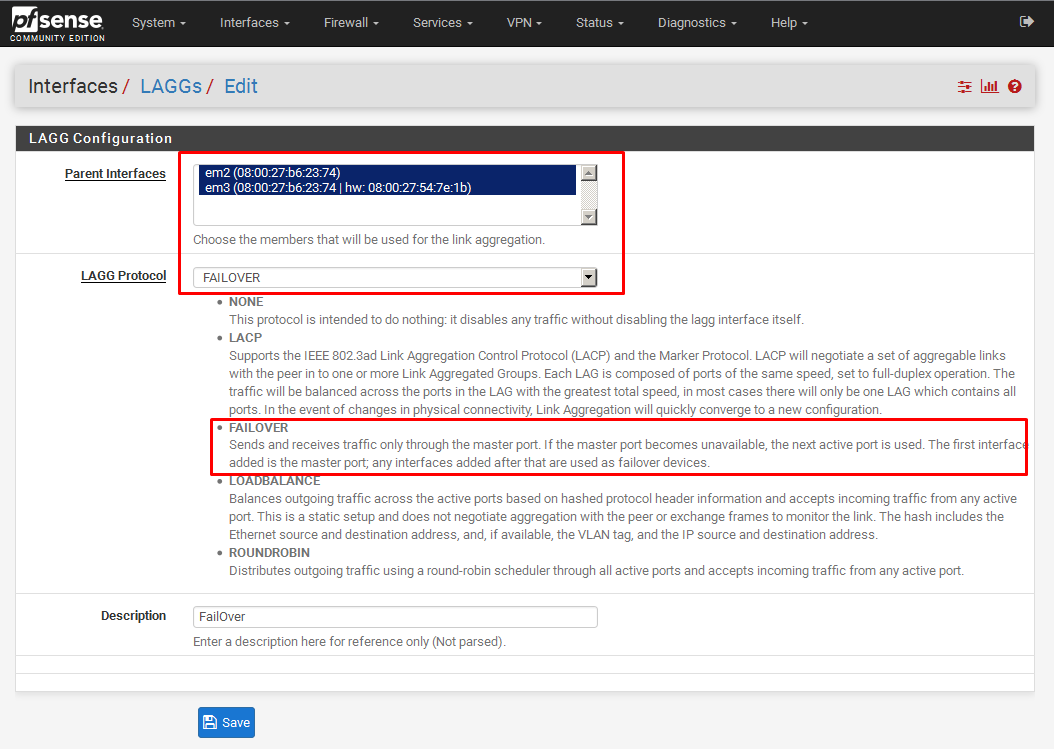 pfsense
COMMUNITY EDITION
System Interfaces Firewall Services VPN Status Diagnostics Help
Interfaces / LAGGs / Edit
LAGG Configuration
Parent Interfaces
em2 (08:00:27:b6:23:74)
em3 (08:00:27:b6:23:74 | hw: 08:00:27:54:7e:1b)
Choose the members that will be used for the link aggregation.
LAGG Protocol
FAILOVER
NONE
This protocol is intended to do nothing: it disables any traffic without disabling the lagg interface itself.
LACP
Supports the IEEE 802.3ad Link Aggregation Control Protocol (LACP) and the Marker Protocol. LACP will negotiate a set of aggregable links
with the peer in to one or more Link Aggregated Groups. Each LAG is composed of ports of the same speed, set to full-duplex operation. The
traffic will be balanced across the ports in the LAG with the greatest total speed, in most cases there will only be one LAG which contains all
ports. In the event of changes in physical connectivity, Link Aggregation will quickly converge to a new configuration.
FAILOVER
Sends and receives traffic only through the master port. If the master port becomes unavailable, the next active port is used. The first interface
added is the master port; any interfaces added after that are used as failover devices.
LOADBALANCE
Balances outgoing traffic across the active ports based on hashed protocol header information and accepts incoming traffic from any active
port. This is a static setup and does not negotiate aggregation with the peer or exchange frames to monitor the link. The hash includes the
Ethernet source and destination address, and, if available, the VLAN tag, and the IP source and destination address.
ROUNDROBIN
Distributes outgoing traffic using a round-robin scheduler through all active ports and accepts incoming traffic from any active port.
Description
FailOver
Enter a description here for reference only (Not parsed).
Save